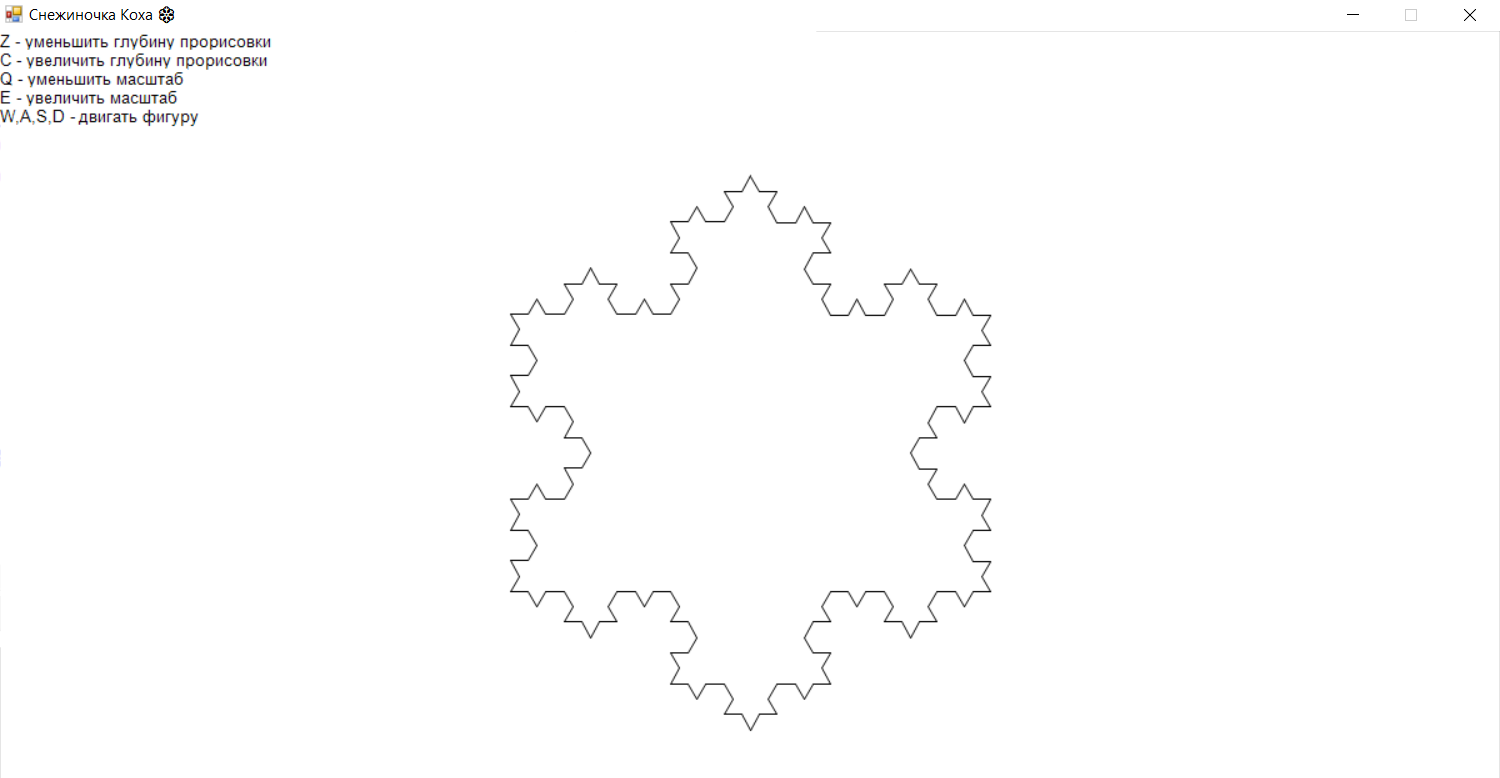 Снежиночка Коха ❆
Z - уменьшить глубину прорисовки
C - увеличить глубину прорисовки
Q - уменьшить масштаб
E - увеличить масштаб
W,A,S,D - двигать фигуру